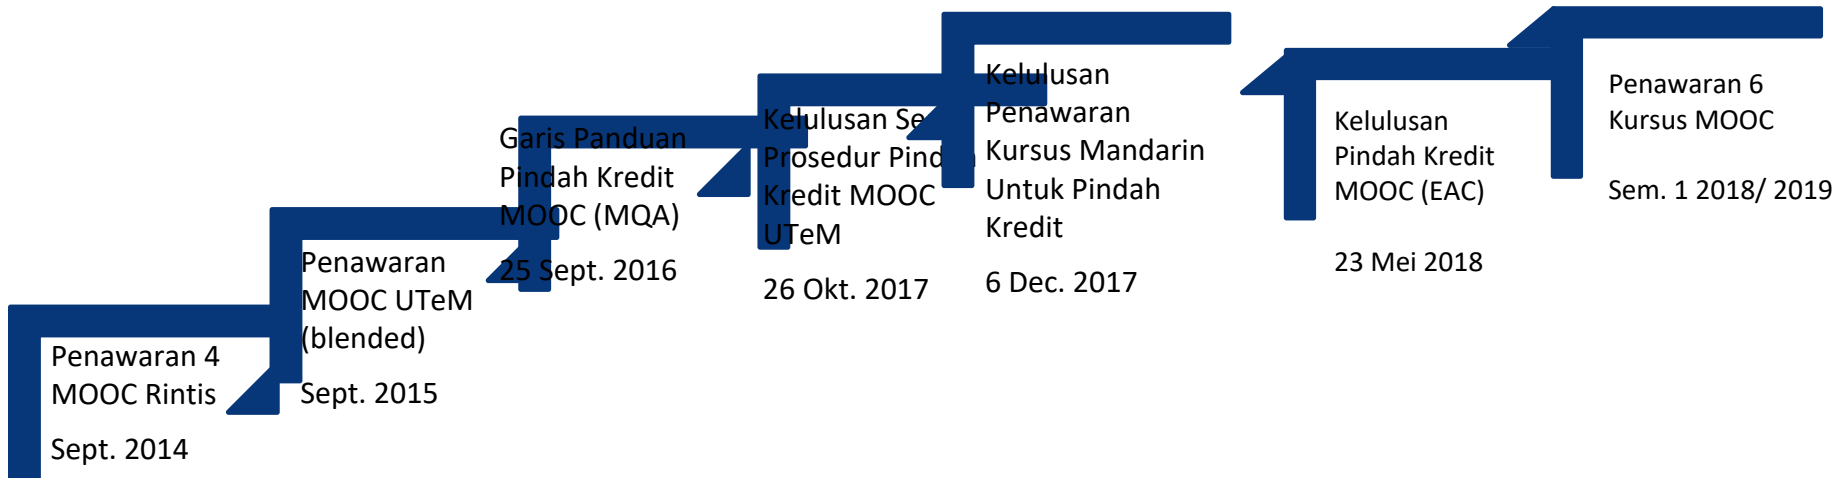 Penawaran 4
MOOC Rintis
Sept. 2014
Penawaran
MOOC UTeM
(blended)
Sept. 2015
Garis Panduan
Pindah Kredit
MOOC (MQA)
25 Sept. 2016
Kelulusan
Prosedur
Kredit MOOC
UTeM
26 Okt. 2017
Kelulusan
Penawaran
Kursus Mandarin
Untuk Pindah
Kredit
6 Dec. 2017
Kelulusan
Pindah Kredit
MOOC (EAC)
23 Mei 2018
Penawaran 6
Kursus MOOC
Sem. 1 2018/ 2019